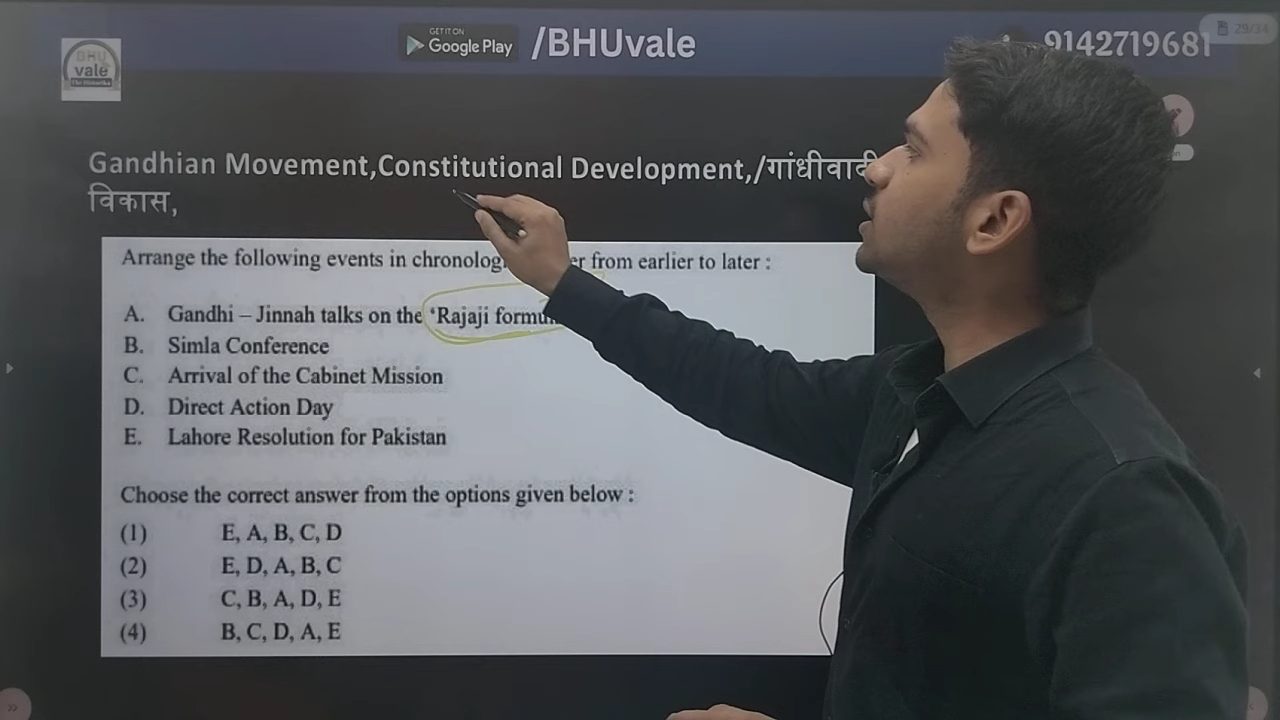 GET IT ON
Google Play
/BHUvale
9142719681
29/34
BHU
vale
Gandhian Movement,Constitutional Development,/गांधीवादी
विकास,
Arrange the following events in chronolog er from earlier to later :
A. Gandhi – Jinnah talks on the 'Rajaji formu
B. Simla Conference
C. Arrival of the Cabinet Mission
D. Direct Action Day
E. Lahore Resolution for Pakistan
Choose the correct answer from the options given below :
(1) E, A, B, C, D
(2) E, D, A, B, C
(3) C, B, A, D, E
(4) B, C, D, A, E